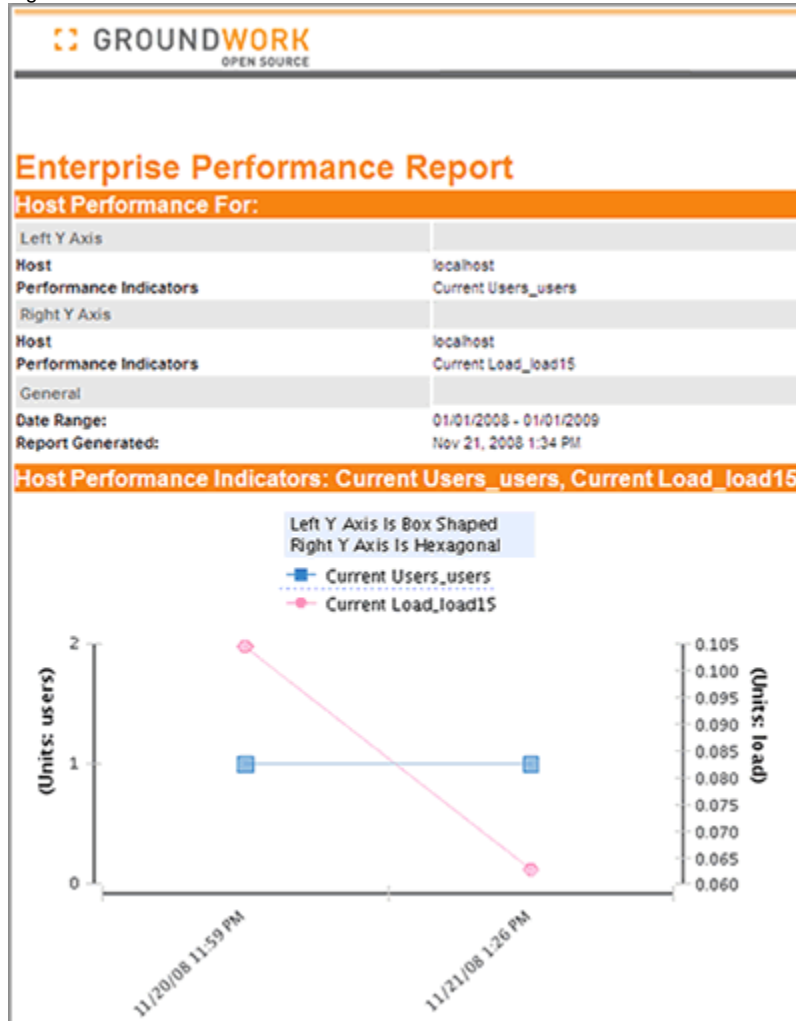 GROUNDWORK
OPEN SOURCE
Enterprise Performance Report
Host Performance For:
Left Y Axis
Host localhost
Performance Indicators Current Users_users
Right Y Axis
Host localhost
Performance Indicators Current Load_load15
General
Date Range: 01/01/2008 - 01/01/2009
Report Generated: Nov 21, 2008 1:34 PM
Host Performance Indicators: Current Users_users, Current Load_load15
Left Y Axis Is Box Shaped
Right Y Axis Is Hexagonal
Current Users_users
Current Load_load15
(Units: users)
2
1
0
0.105
0.100
0.095
0.090
0.085
0.080
0.075
0.070
0.065
0.060
(Units: load)
11/20/08 11:59 PM
11/21/08 1:26 PM